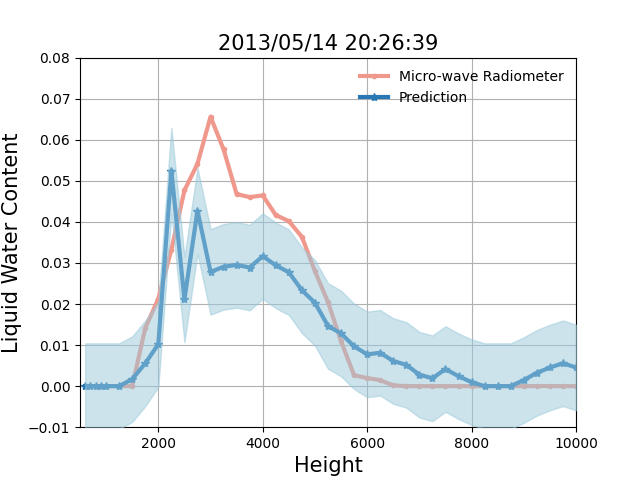 2013/05/14 20:26:39
Micro-wave Radiometer
Prediction
Liquid Water Content
0.08
0.07
0.06
0.05
0.04
0.03
0.02
0.01
0.00
−0.01
2000 4000 6000 8000 10000
Height